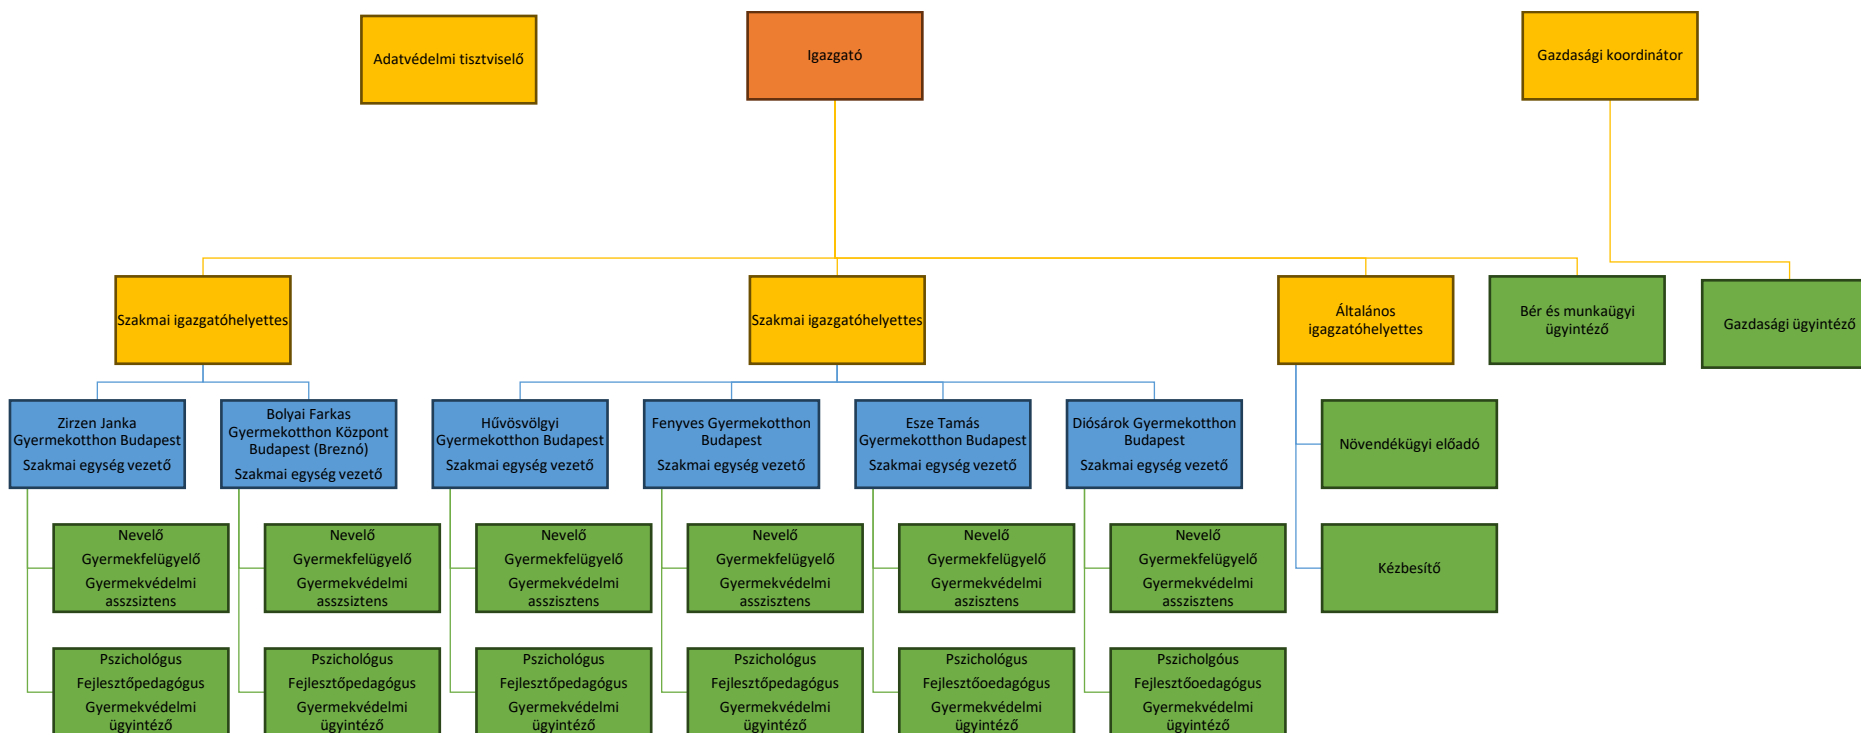 Adatvédelmi tisztviselő
Igazgató
Gazdasági koordinátor
Szakmai igazgatóhelyettes
Szakmai igazgatóhelyettes
Általános
igagzatóhelyettes
Bér és munkaügyi
ügyintéző
Gazdasági ügyintéző
Zirzen Janka
Gyermekotthon Budapest
Szakmai egység vezető
Bolyai Farkas
Gyermekotthon Központ
Budapest (Breznó)
Szakmai egység vezető
Hűvösvölgyi
Gyermekotthon Budapest
Szakmai egység vezető
Fenyves Gyermekotthon
Budapest
Szakmai egység vezető
Esze Tamás
Gyermekotthon Budapest
Szakmai egység vezető
Diósárok Gyermekotthon
Budapest
Szakmai egység vezető
Növendékügyi előadó
Nevelő
Gyermekfelügyelő
Gyermekvédelmi
asszsiztens
Nevelő
Gyermekfelügyelő
Gyermekvédelmi
asszsiztens
Nevelő
Gyermekfelügyelő
Gyermekvédelmi
asszisztens
Nevelő
Gyermekfelügyelő
Gyermekvédelmi
asszisztens
Nevelő
Gyermekfelügyelő
Gyermekvédelmi
aszisztens
Nevelő
Gyermekfelügyelő
Gyermekvédelmi
asszisztens
Kézbesítő
Pszichológus
Fejlesztőpedagógus
Gyermekvédelmi
ügyintéző
Pszichológus
Fejlesztőpedagógus
Gyermekvédelmi
ügyintéző
Pszichológus
Fejlesztőpedagógus
Gyermekvédelmi
ügyintéző
Pszichológus
Fejlesztőpedagógus
Gyermekvédelmi
ügyintéző
Pszichológus
Fejlesztőoedagógus
Gyermekvédelmi
ügyintéző
Pszicholgóus
Fejlesztőoedagógus
Gyermekvédelmi
ügyintéző